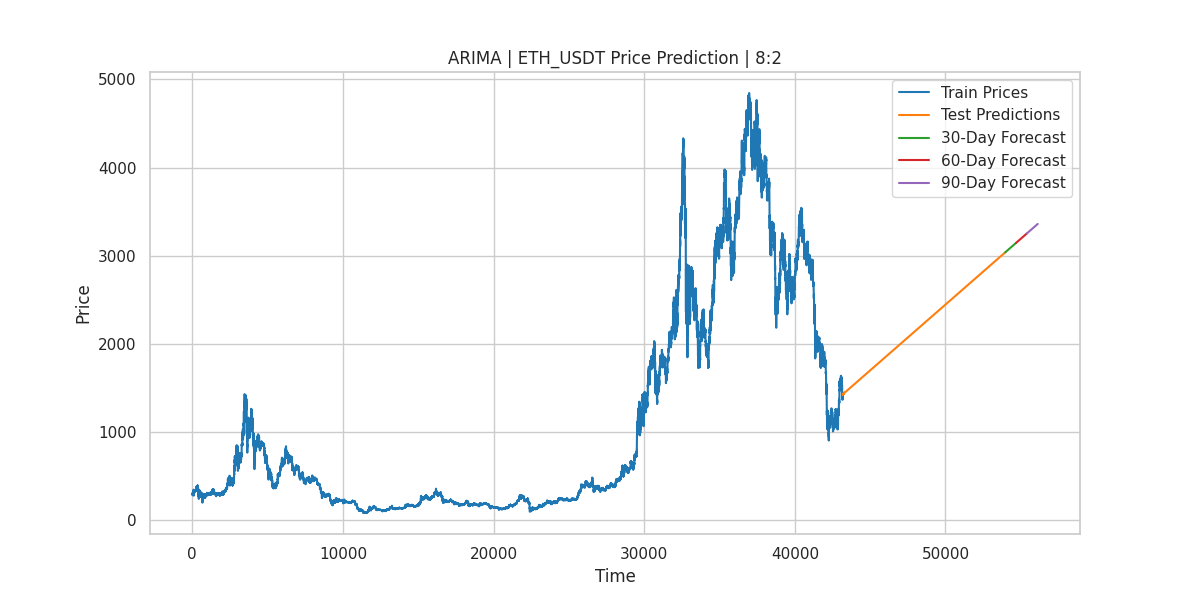 ARIMA | ETH_USDT Price Prediction | 8:2
Train Prices
Test Predictions
30-Day Forecast
60-Day Forecast
90-Day Forecast
Price
5000
4000
3000
2000
1000
0
0 10000 20000 30000 40000 50000
Time